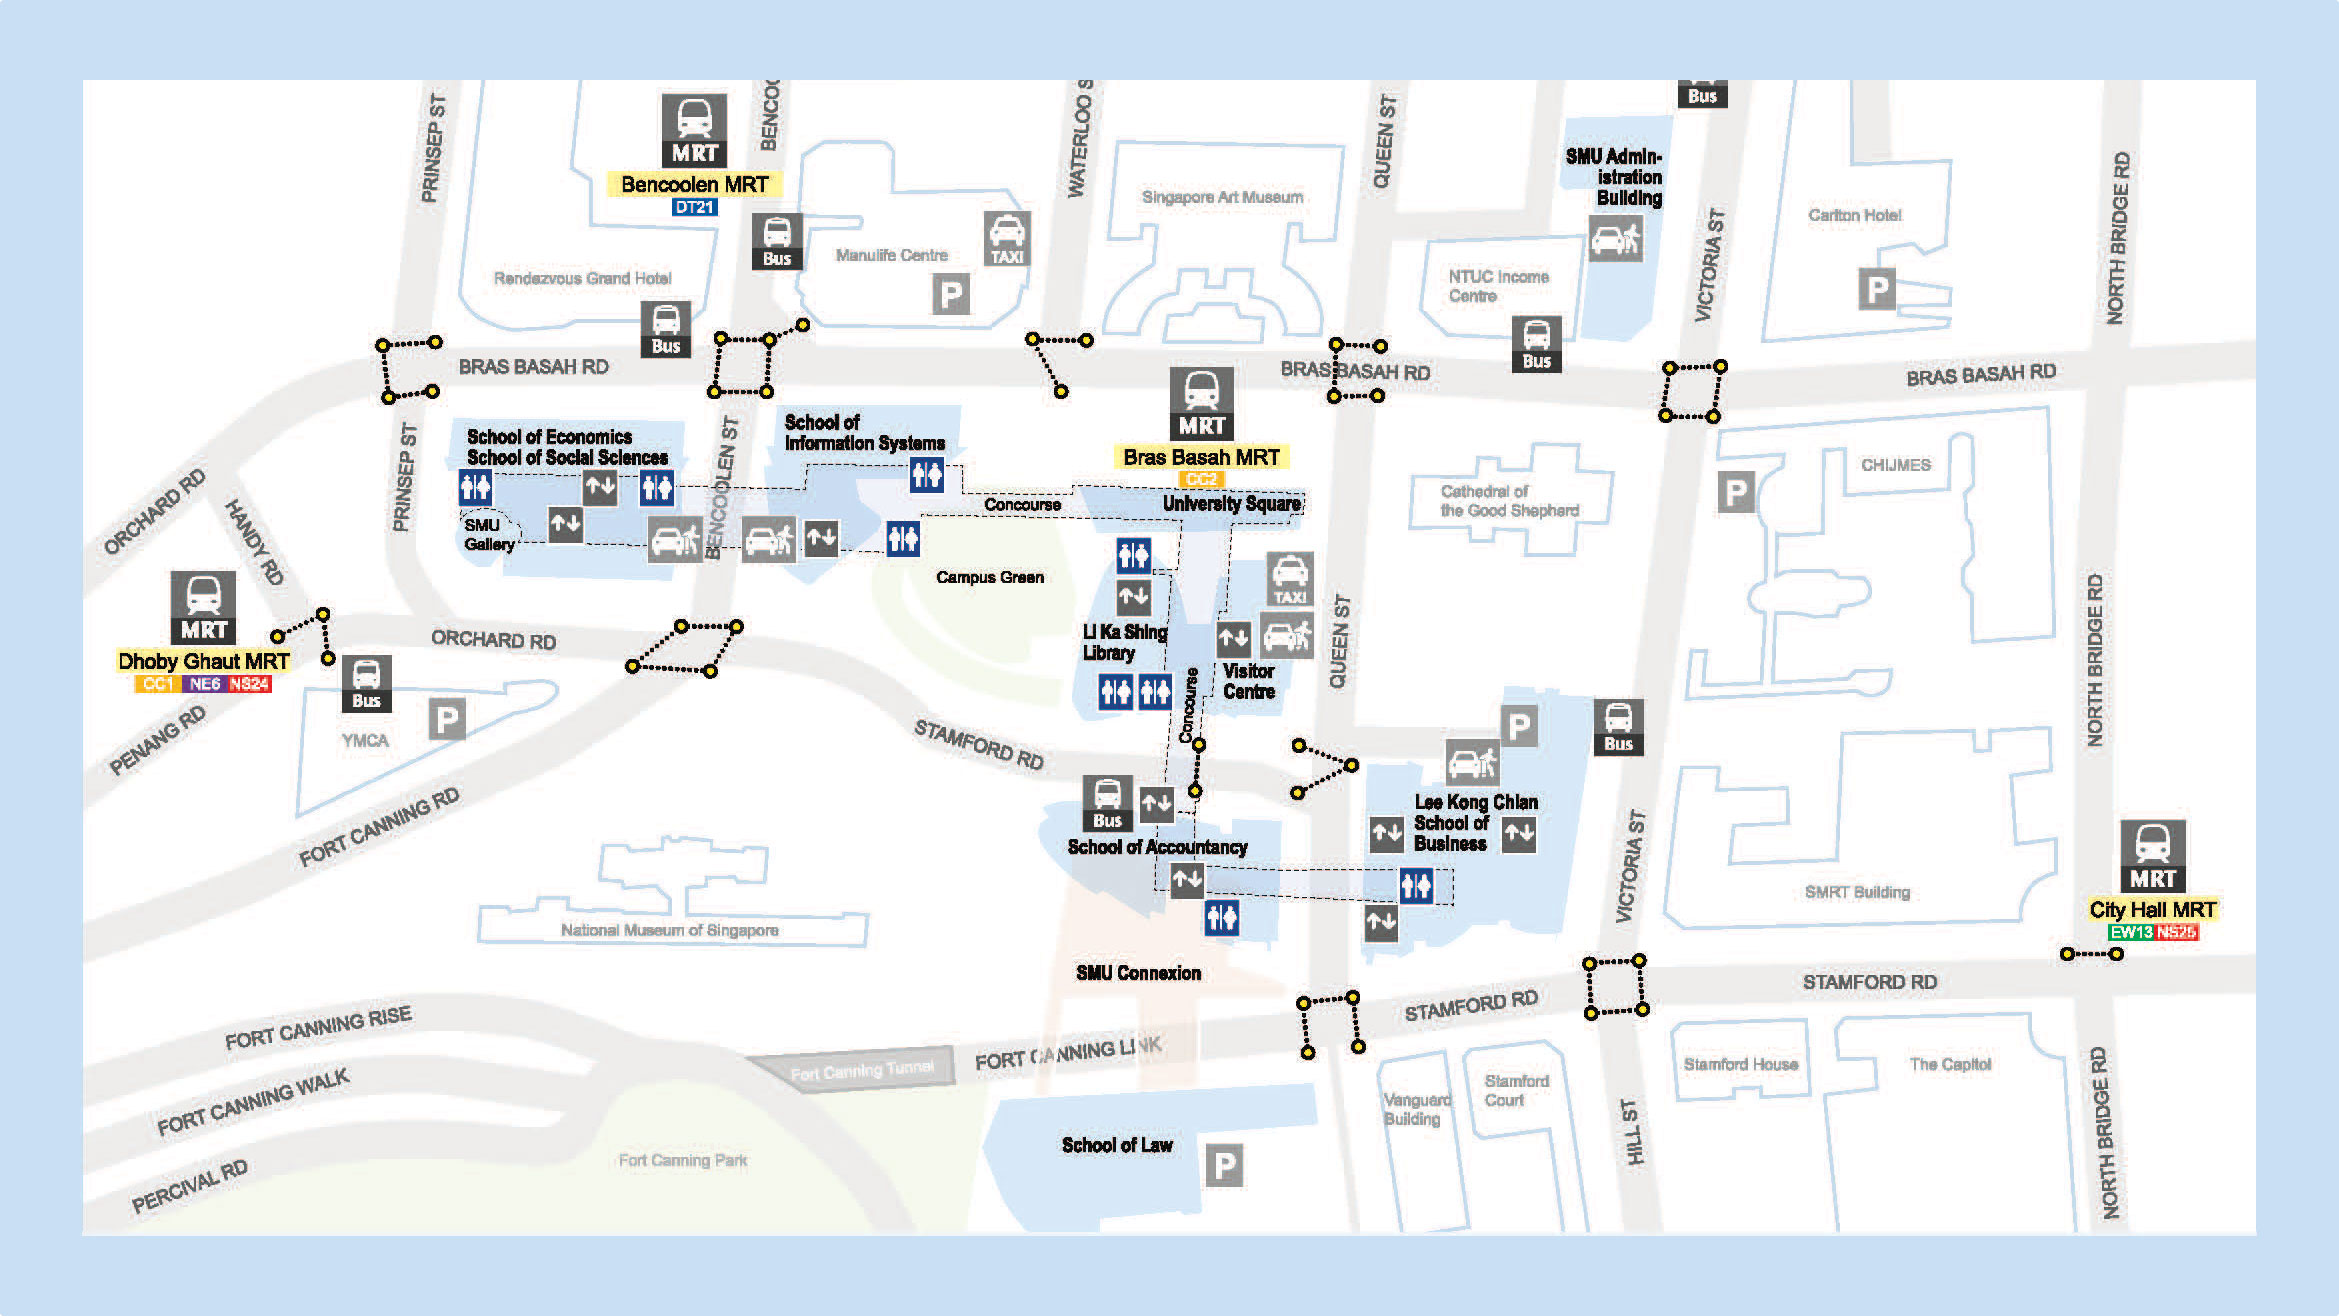 PRINSEP ST
MRT
Bencoolen MRT
DT21
BENCOO
WATERLOO S
QUEEN ST
Bus
SMU Admin-
istration
Building
Singapore Art Museum
NORTH BRIDGE RD
VICTORIA ST
Carlton Hotel
Bus
Manulife Centre
TAXI
P
Rendezvous Grand Hotel
NTUC Income
Centre
P
Bus
Bus
BRAS BASAH RD
BRAS BASAH RD
BRAS BASAH RD
MRT
Bras Basah MRT
CC2
School of Economics
School of Social Sciences
School of
Information Systems
PRINSEP ST
BENCOOLEN ST
ORCHARD RD
HANDY RD
SMU
Gallery
Concourse
University Square
Cathedral of
the Good Shepherd
P
CHIJMES
Campus Green
TAXI
MRT
Dhoby Ghaut MRT
CC1 NE6 NS24
Bus
ORCHARD RD
Li Ka Shing
Library
Visitor
Centre
QUEEN ST
NORTH BRIDGE RD
PENANG RD
YMCA
P
Concourse
STAMFORD RD
P
Bus
FORT CANNING RD
Bus
Lee Kong Chian
School of
Business
School of Accountancy
VICTORIA ST
SMRT Building
MRT
City Hall MRT
EW13 NS25
National Museum of Singapore
SMU Connexion
STAMFORD RD
STAMFORD RD
FORT CANNING RISE
FORT CANNING LINK
Fort Canning Tunnel
FORT CANNING WALK
Stamford House
The Capitol
Stamford
Court
Vanguard
Building
HILL ST
NORTH BRIDGE RD
School of Law
P
Fort Canning Park
PERCIVAL RD